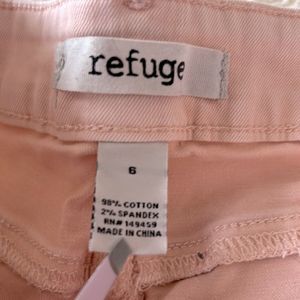 refuge
6
98% COTTON
2% SPANDEX
RN# 149459
MADE IN CHINA